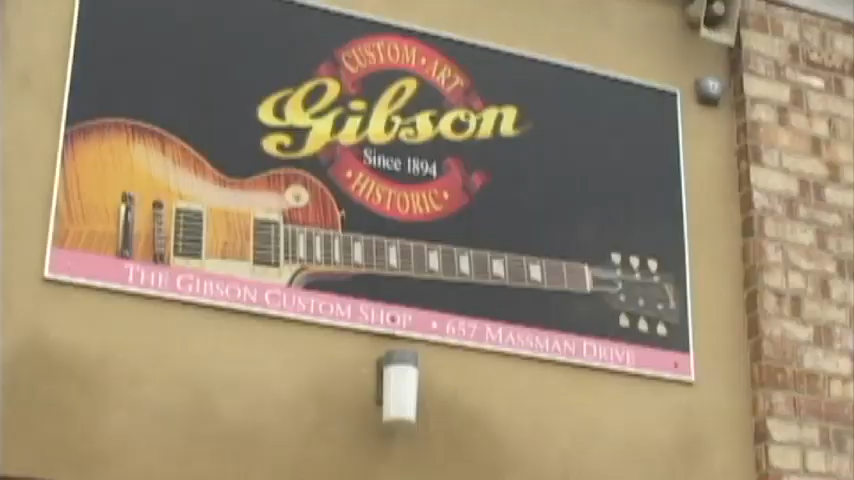 CUSTOM · ART
Gibson
Since 1894
· HISTORIC ·
THE GIBSON CUSTOM SHOP • 657 MASSMAN DRIVE